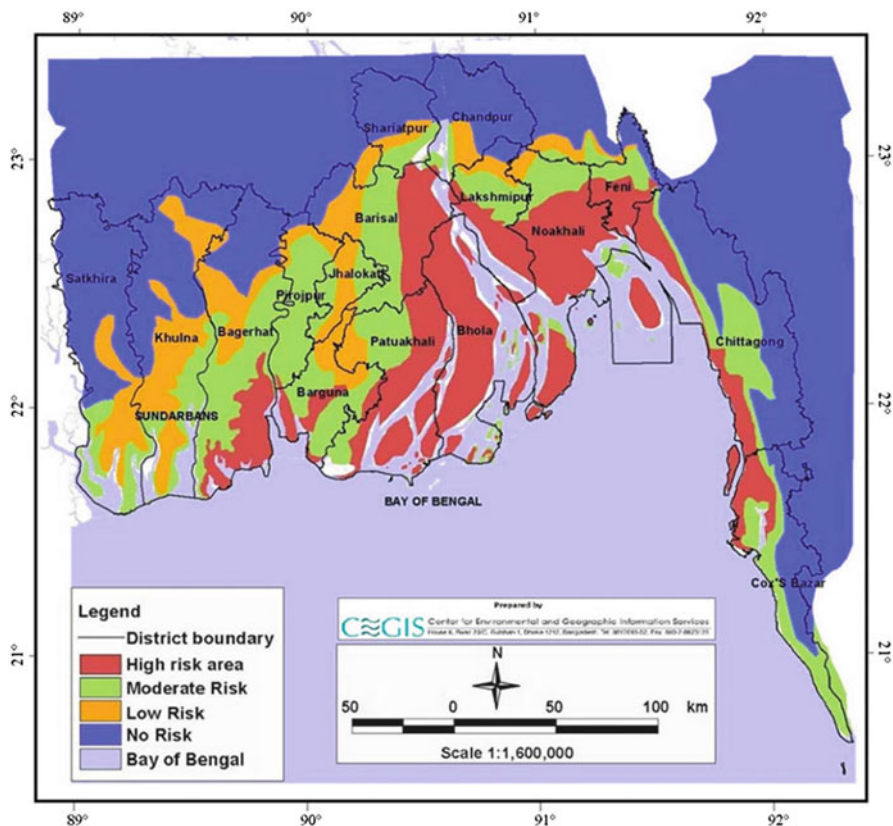 89° 90° 91° 92°
Chandpur
Shariatpur
23° 23°
Feni
Lakshmipur
Barisal
Noakhali
Jhalokati
Satkhira
Pirojpur
Khulna
Bagerhat
Bhola
Patuakhali
Chittagong
Barguna
22° 22°
SUNDARBANS
BAY OF BENGAL
Cox'S Bazar
Legend
District boundary
High risk area
Moderate Risk
Low Risk
No Risk
Bay of Bengal
Prepared by
CEGIS Center for Environmental and Geographic Information Services
21° 21°
N
50 0 50 100 km
Scale 1:1,600,000
89° 90° 91° 92°